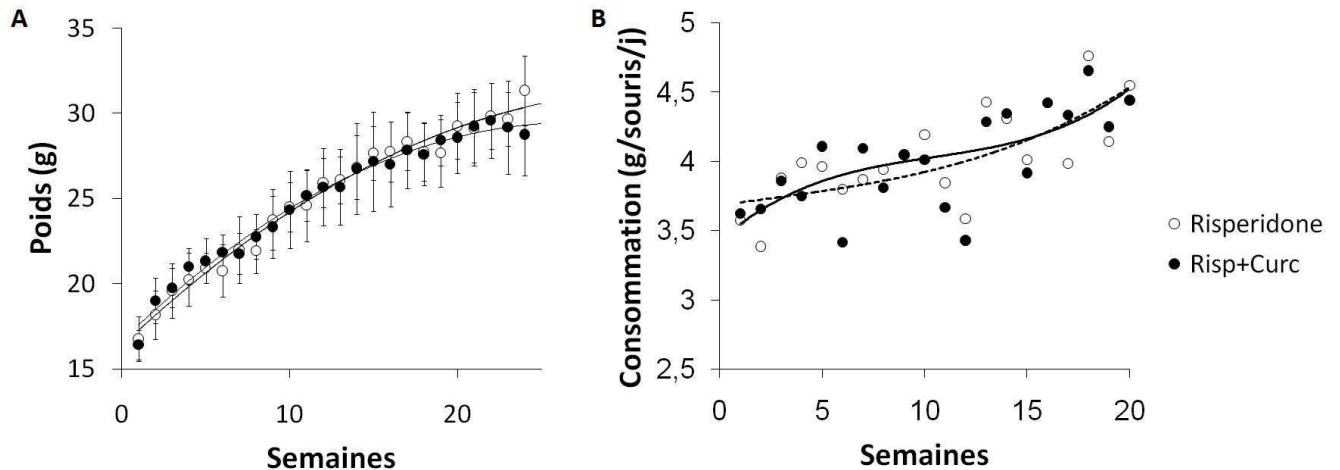 A
Poids (g)
35
30
25
20
15
0
10
20
Semaines
B
Consommation (g/souris/j)
5
4,5
4
3,5
3
2,5
0
5
10
15
20
Semaines
Risperidone
Risp+Curc